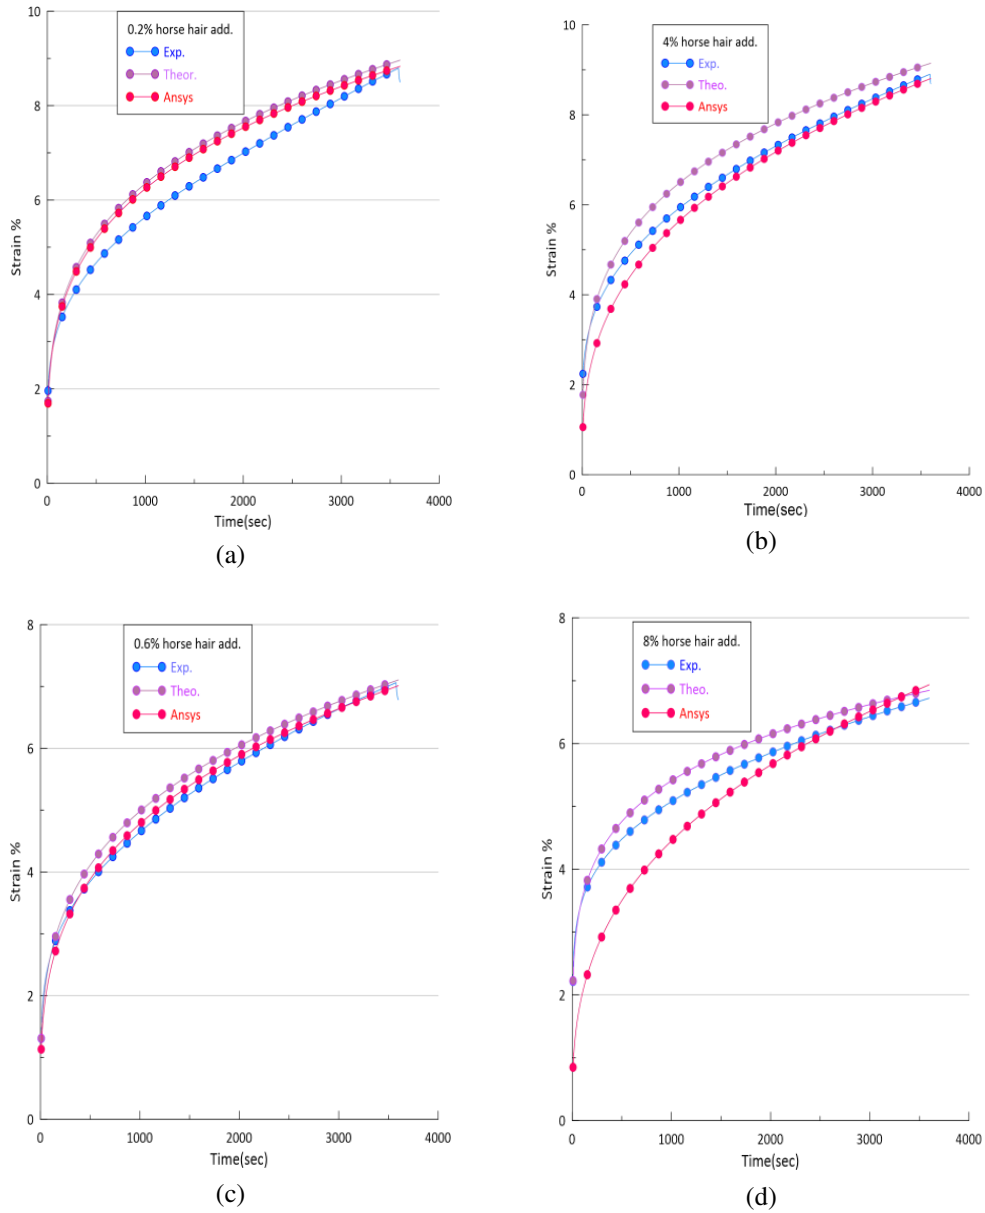 10
8
6
4
2
0
Strain %
0.2% horse hair add.
Exp.
Theor.
Ansys
0 1000 2000 3000 4000
Time(sec)
(a)
10
8
6
4
2
0
Strain %
4% horse hair add.
Exp.
Theo.
Ansys
0 1000 2000 3000 4000
Time(sec)
(b)
8
6
4
2
0
Strain %
0.6% horse hair add.
Exp.
Theo.
Ansys
0 1000 2000 3000 4000
Time(sec)
(c)
8
6
4
2
0
Strain %
8% horse hair add.
Exp.
Theo.
Ansys
0 1000 2000 3000 4000
Time(sec)
(d)